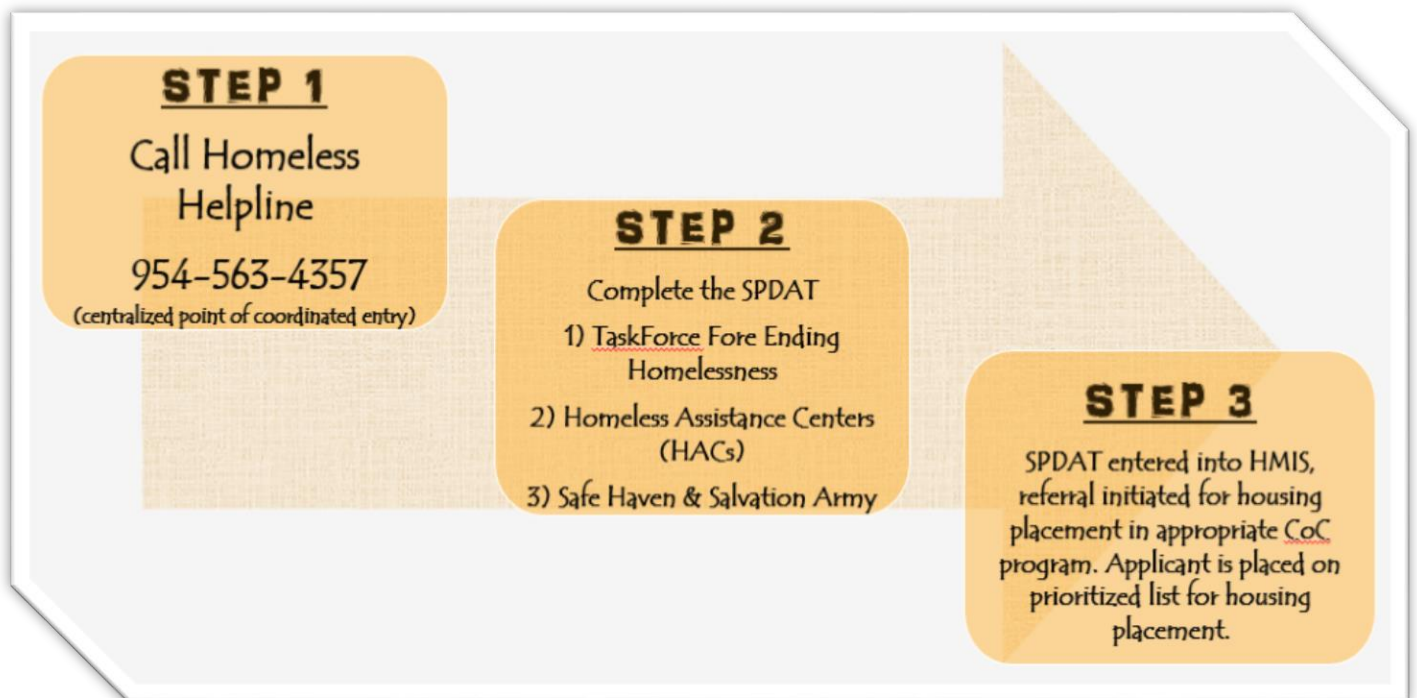 STEP 1
Call Homeless
Helpline
954-563-4357
(centralized point of coordinated entry)
STEP 2
Complete the SPDAT
1) TaskForce Fore Ending
Homelessness
2) Homeless Assistance Centers
(HACs)
3) Safe Haven & Salvation Army
STEP 3
SPDAT entered into HMIS,
referral initiated for housing
placement in appropriate CoC
program. Applicant is placed on
prioritized list for housing
placement.